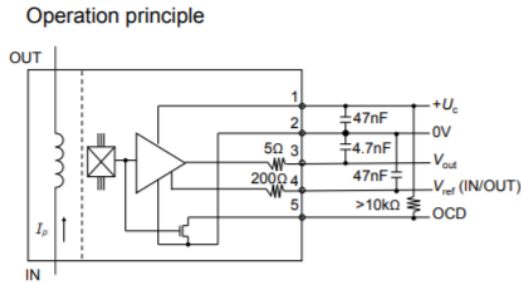 Operation principle
OUT
1
+Uc
47nF
2
0V
5Ω 3
4.7nF
Vout
200Ω 4
47nF
Vref (IN/OUT)
5
>10kΩ
OCD
Ip
IN